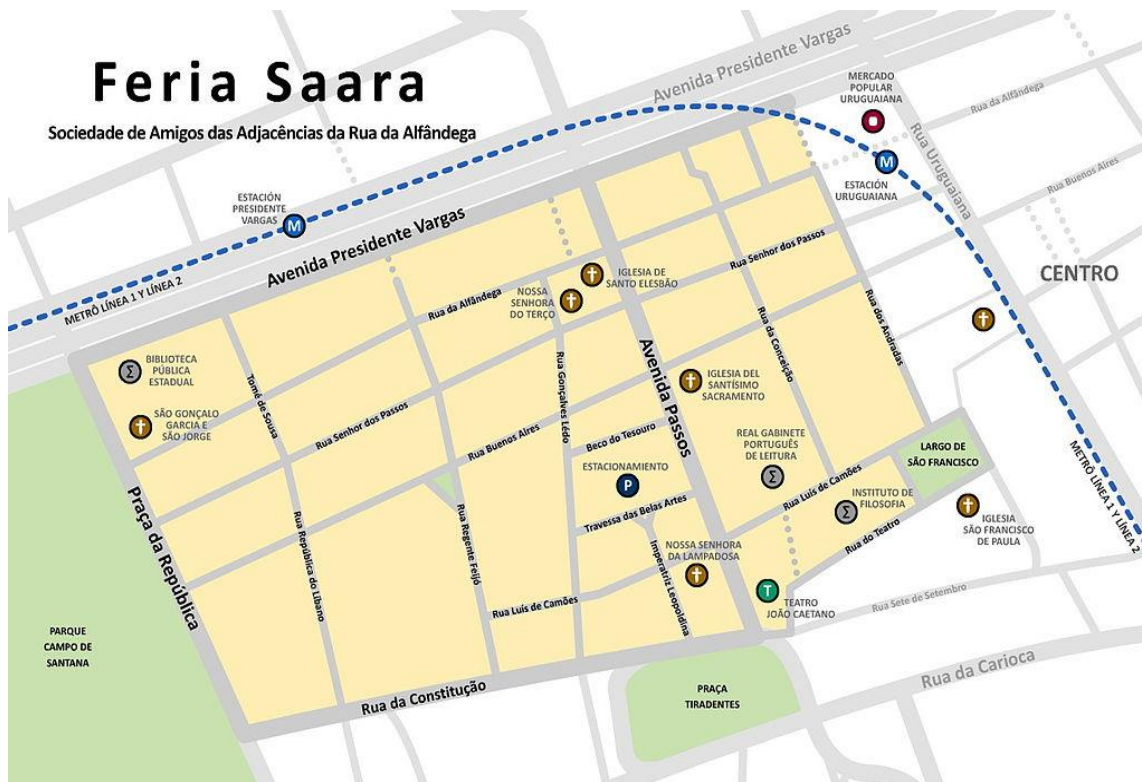 Feria Saara
Sociedade de Amigos das Adjacências da Rua da Alfândega
Avenida Presidente Vargas
MERCADO
POPULAR
URUGUAIANA
Rua da Alfândega
Rua Uruguaiana
M
ESTACIÓN
URUGUAIANA
Rua Buenos Aires
ESTACIÓN
PRESIDENTE
VARGAS
M
Avenida Presidente Vargas
METRÔ LÍNEA 1 Y LÍNEA 2
CENTRO
Rua Senhor dos Passos
IGLESIA DE
SANTO ELESBÃO
NOSSA
SENHORA
DO TERÇO
Rua da Alfândega
Rua dos Andradas
Rua da Conceição
Avenida Passos
Rua Gonçalves Lêdo
Σ
BIBLIOTECA
PÚBLICA
ESTADUAL
Tomé de Sousa
IGLESIA DEL
SANTÍSIMO
SACRAMENTO
SÃO GONÇALO
GARCIA E
SÃO JORGE
Rua Senhor dos Passos
Rua Buenos Aires
Beco do Tesouro
REAL GABINETE
PORTUGUÊS
DE LEITURA
Σ
LARGO DE
SÃO FRANCISCO
ESTACIONAMIENTO
P
Rua Luis de Camões
INSTITUTO DE
FILOSOFIA
Σ
METRÔ LÍNEA 1 Y LÍNEA 2
Travessa das Belas Artes
Rua do Teatro
IGLESIA
SÃO FRANCISCO
DE PAULA
Praça da República
Rua República do Líbano
Rua Regente Feijó
NOSSA SENHORA
DA LAMPADOSA
Imperatriz Leopoldina
T
TEATRO
JOÃO CAETANO
Rua Luis de Camões
Rua Sete de Setembro
PARQUE
CAMPO DE
SANTANA
Rua da Constituição
PRAÇA
TIRADENTES
Rua da Carioca